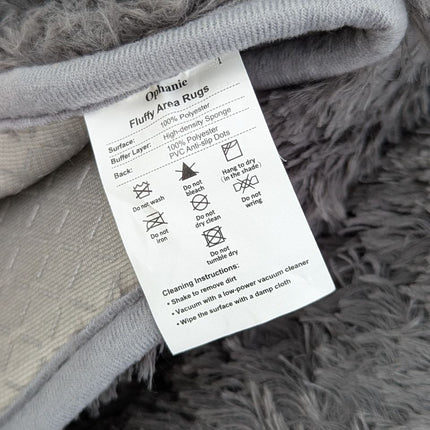 Ophanie
Fluffy Area Rugs
Surface: 100% Polyester
Buffer Layer: High-density Sponge
Back: 100% Polyester
PVC Anti-slip Dots
Do not wash
Do not
bleach
Hang to dry
(in the shade)
Do not
iron
Do not
dry clean
Do not
wring
Do not
tumble dry
Cleaning Instructions:
• Shake to remove dirt
• Vacuum with a low-power vacuum cleaner
• Wipe the surface with a damp cloth